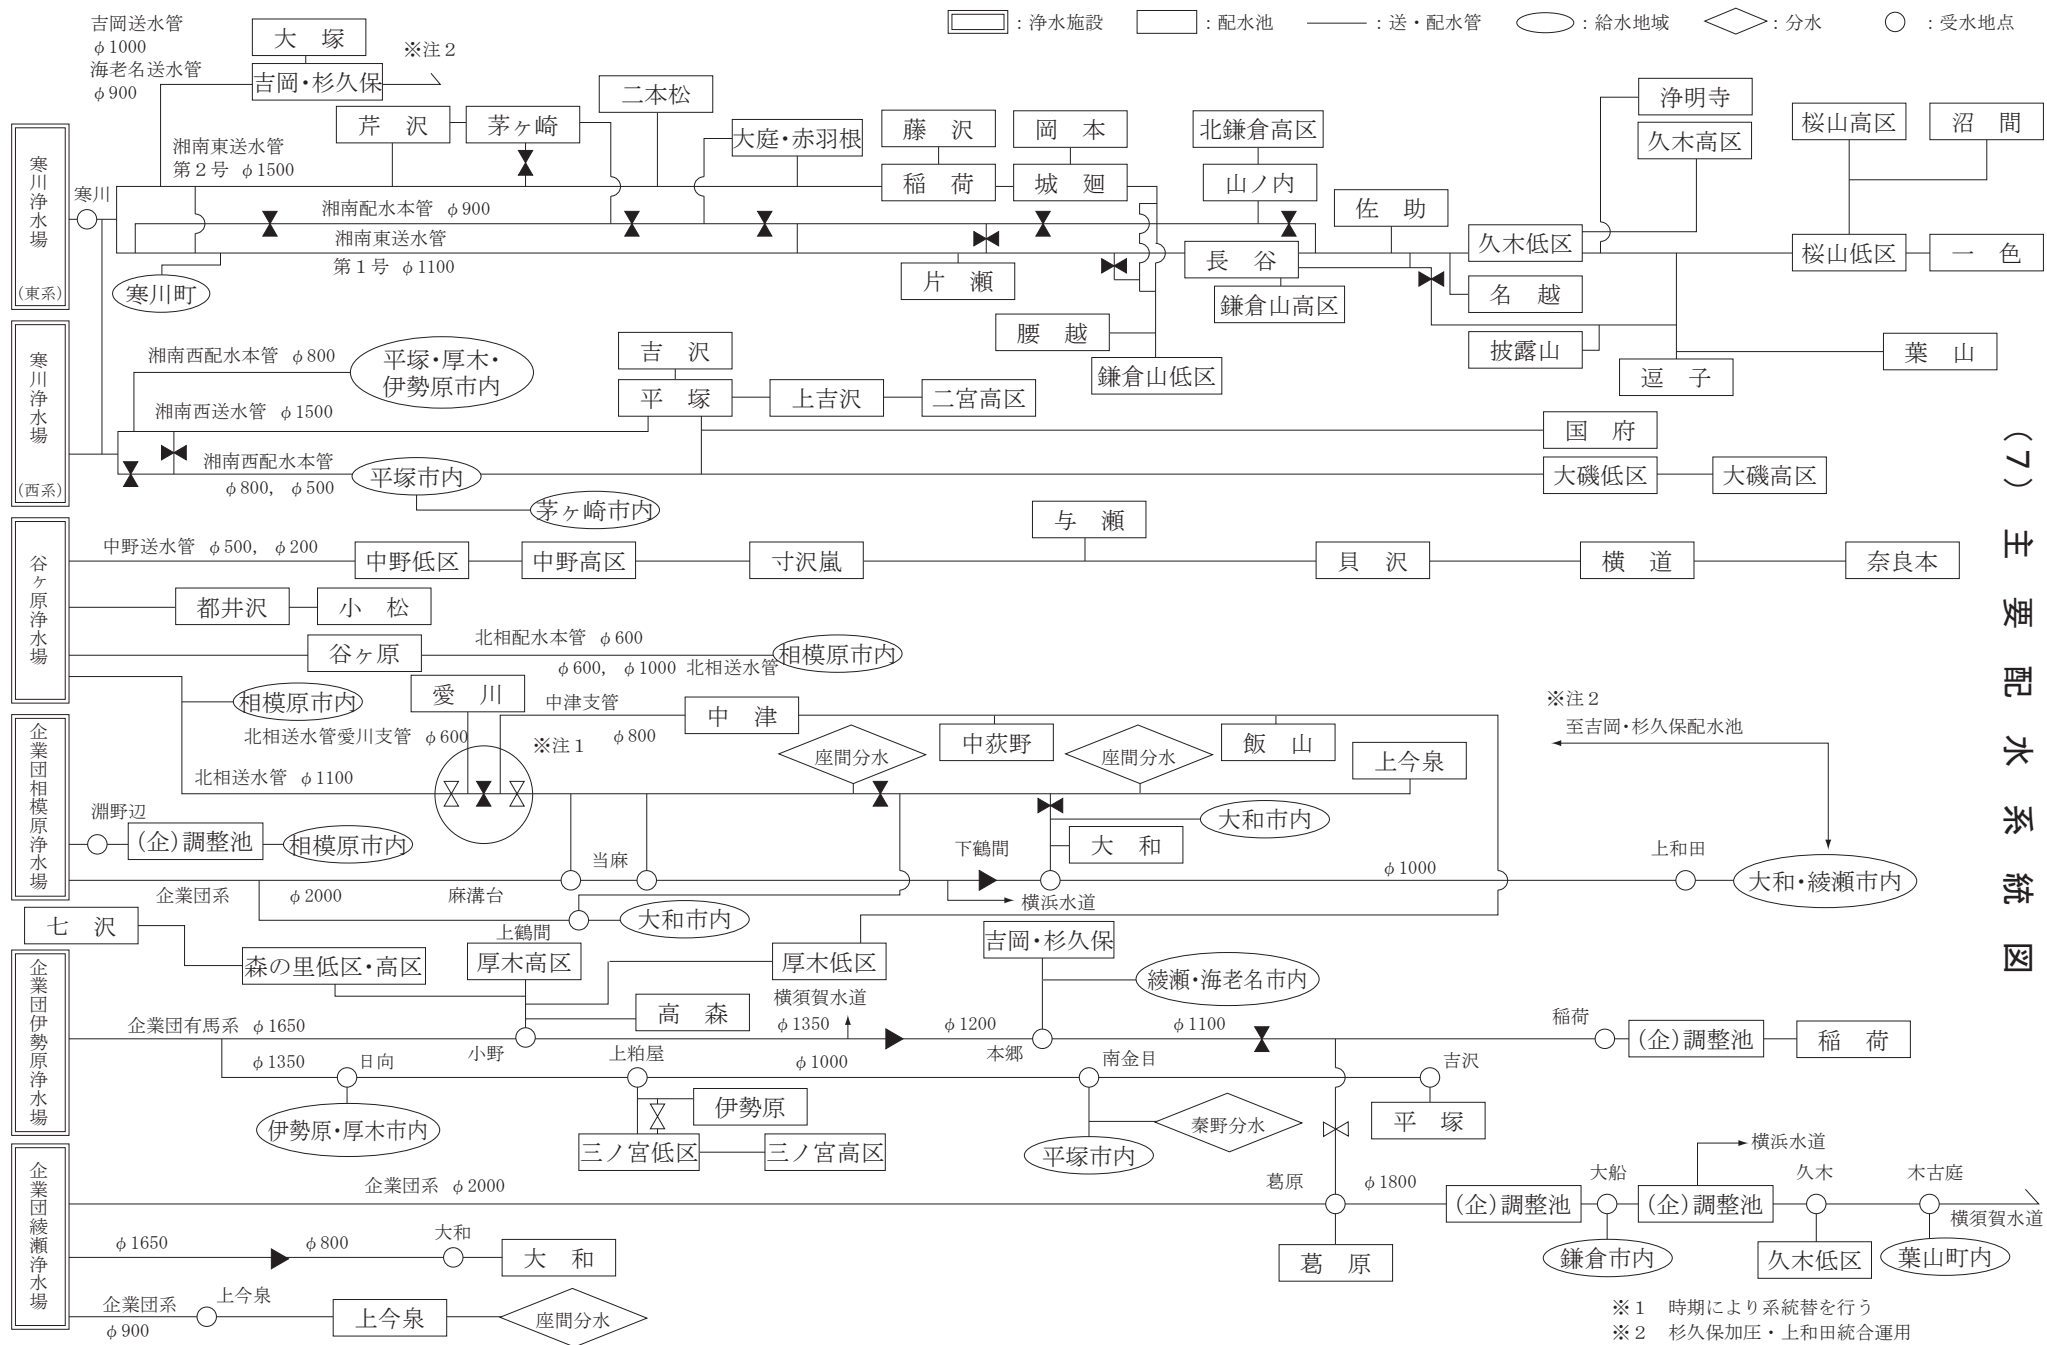 (7) 主要配水系統図
：浄水施設
：配水池
：送・配水管
：給水地域
：分水
：受水地点
吉岡送水管
φ1000
海老名送水管
φ900
大塚
吉岡・杉久保
※注2
二本松
芹沢
茅ヶ崎
大庭・赤羽根
藤沢
岡本
北鎌倉高区
浄明寺
久木高区
桜山高区
沼間
寒川浄水場
(東系)
寒川
湘南東送水管
第2号 φ1500
稲荷
城廻
山ノ内
佐助
湘南配水本管 φ900
湘南東送水管
第1号 φ1100
久木低区
桜山低区
一色
寒川町
片瀬
長谷
鎌倉山高区
名越
腰越
鎌倉山低区
披露山
逗子
葉山
寒川浄水場
(西系)
湘南西配水本管 φ800
平塚・厚木・
伊勢原市内
吉沢
湘南西送水管 φ1500
平塚
上吉沢
二宮高区
国府
湘南西配水本管
φ800, φ500
平塚市内
大磯低区
大磯高区
茅ヶ崎市内
谷ヶ原浄水場
中野送水管 φ500, φ200
中野低区
中野高区
寸沢嵐
与瀬
貝沢
横道
奈良本
都井沢
小松
谷ヶ原
北相配水本管 φ600
相模原市内
φ600, φ1000 北相送水管
相模原市内
愛川
中津支管
φ800
中津
北相送水管愛川支管 φ600
※注1
座間分水
中荻野
座間分水
飯山
上今泉
※注2
至吉岡・杉久保配水池
北相送水管 φ1100
企業団相模原浄水場
淵野辺
(企)調整池
相模原市内
大和市内
大和
当麻
下鶴間
φ1000
上和田
大和・綾瀬市内
企業団系
φ2000
麻溝台
横浜水道
大和市内
上鶴間
七沢
森の里低区・高区
厚木高区
厚木低区
吉岡・杉久保
綾瀬・海老名市内
高森
横須賀水道
企業団伊勢原浄水場
企業団有馬系 φ1650
小野
φ1350
φ1200
本郷
φ1100
稲荷
(企)調整池
稲荷
φ1350
日向
上粕屋
φ1000
南金目
吉沢
伊勢原・厚木市内
伊勢原
三ノ宮低区
三ノ宮高区
平塚市内
秦野分水
平塚
企業団綾瀬浄水場
企業団系 φ2000
葛原
φ1800
(企)調整池
大船
(企)調整池
横浜水道
久木
木古庭
横須賀水道
葛原
鎌倉市内
久木低区
葉山町内
φ1650
φ800
大和
大和
企業団系
φ900
上今泉
上今泉
座間分水
※1 時期により系統替を行う
※2 杉久保加圧・上和田統合運用